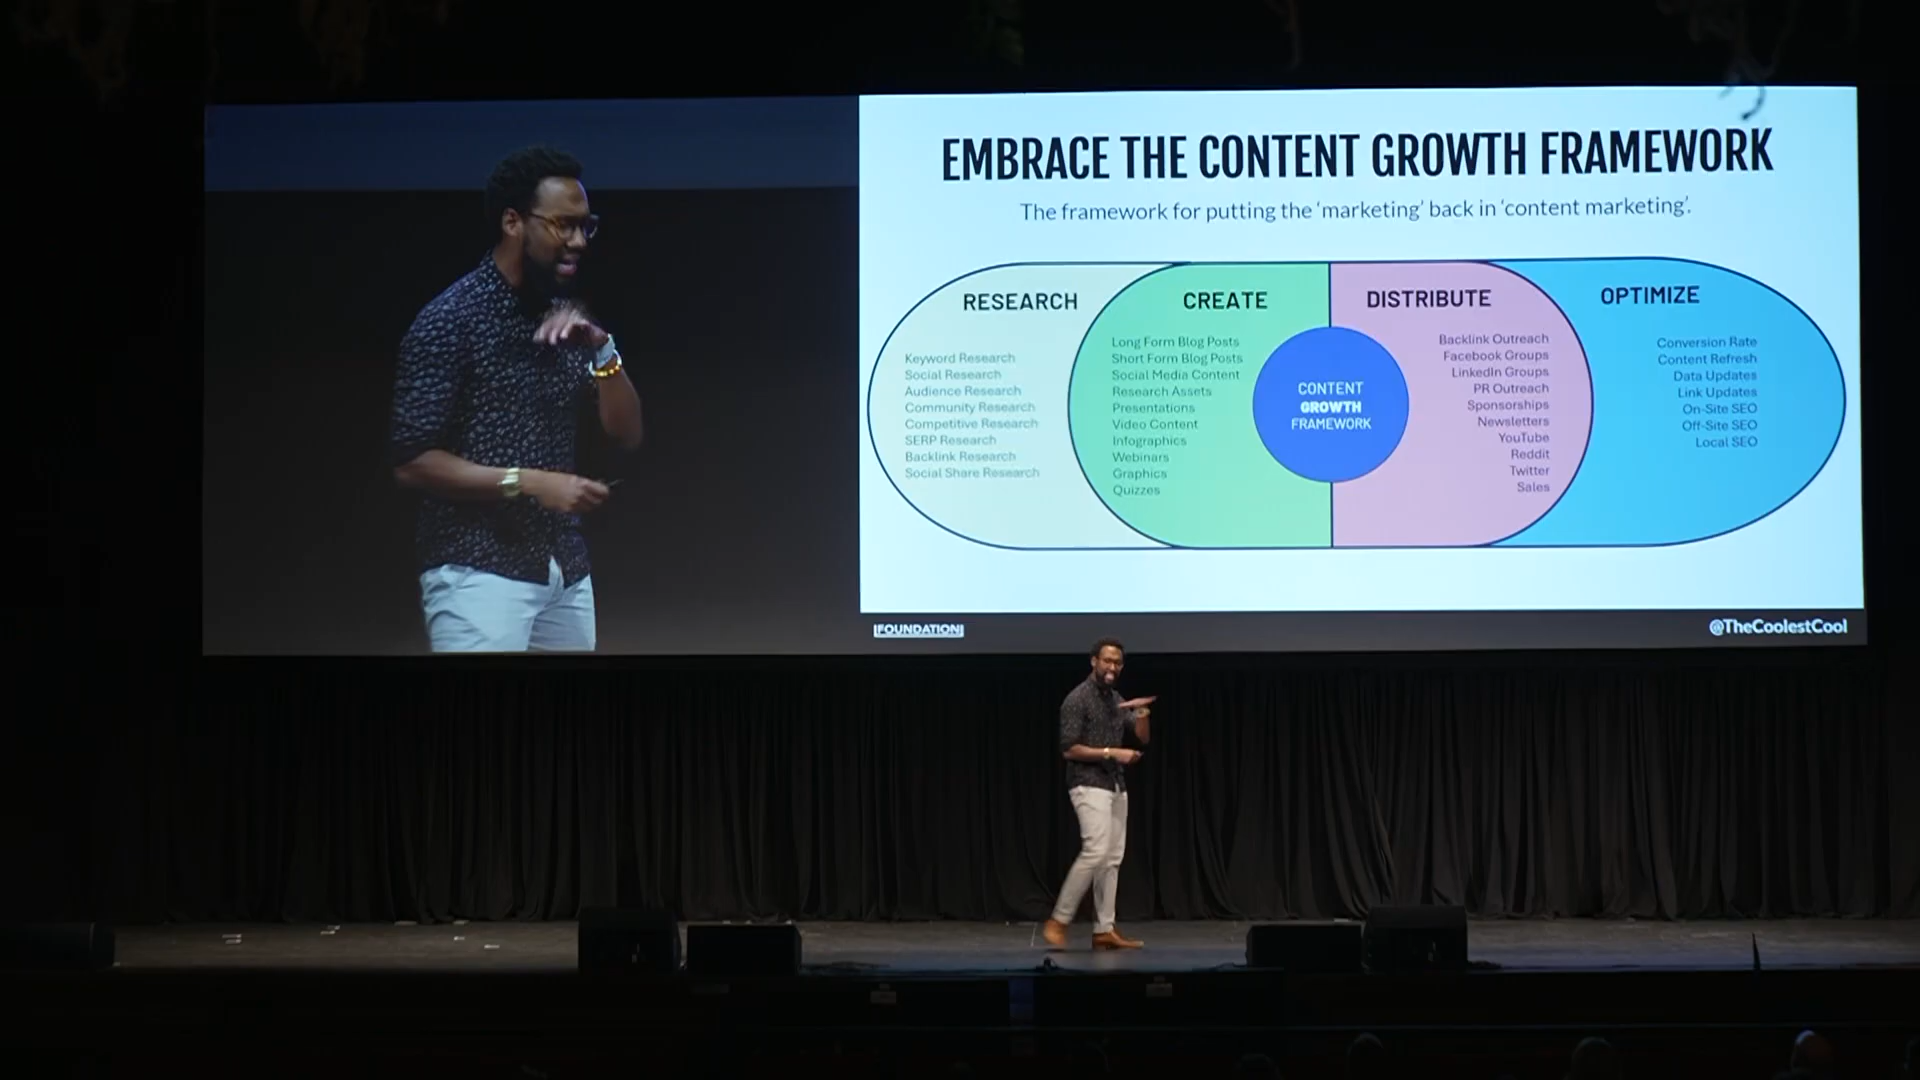 EMBRACE THE CONTENT GROWTH FRAMEWORK
The framework for putting the ‘marketing’ back in ‘content marketing’.
RESEARCH
Keyword Research
Social Research
Audience Research
Community Research
Competitive Research
SERP Research
Backlink Research
Social Share Research
CREATE
Long Form Blog Posts
Short Form Blog Posts
Social Media Content
Research Assets
Presentations
Video Content
Infographics
Webinars
Graphics
Quizzes
CONTENT
GROWTH
FRAMEWORK
DISTRIBUTE
Backlink Outreach
Facebook Groups
LinkedIn Groups
PR Outreach
Sponsorships
Newsletters
YouTube
Reddit
Twitter
Sales
OPTIMIZE
Conversion Rate
Content Refresh
Data Updates
Link Updates
On-Site SEO
Off-Site SEO
Local SEO
FOUNDATION
@TheCoolestCool